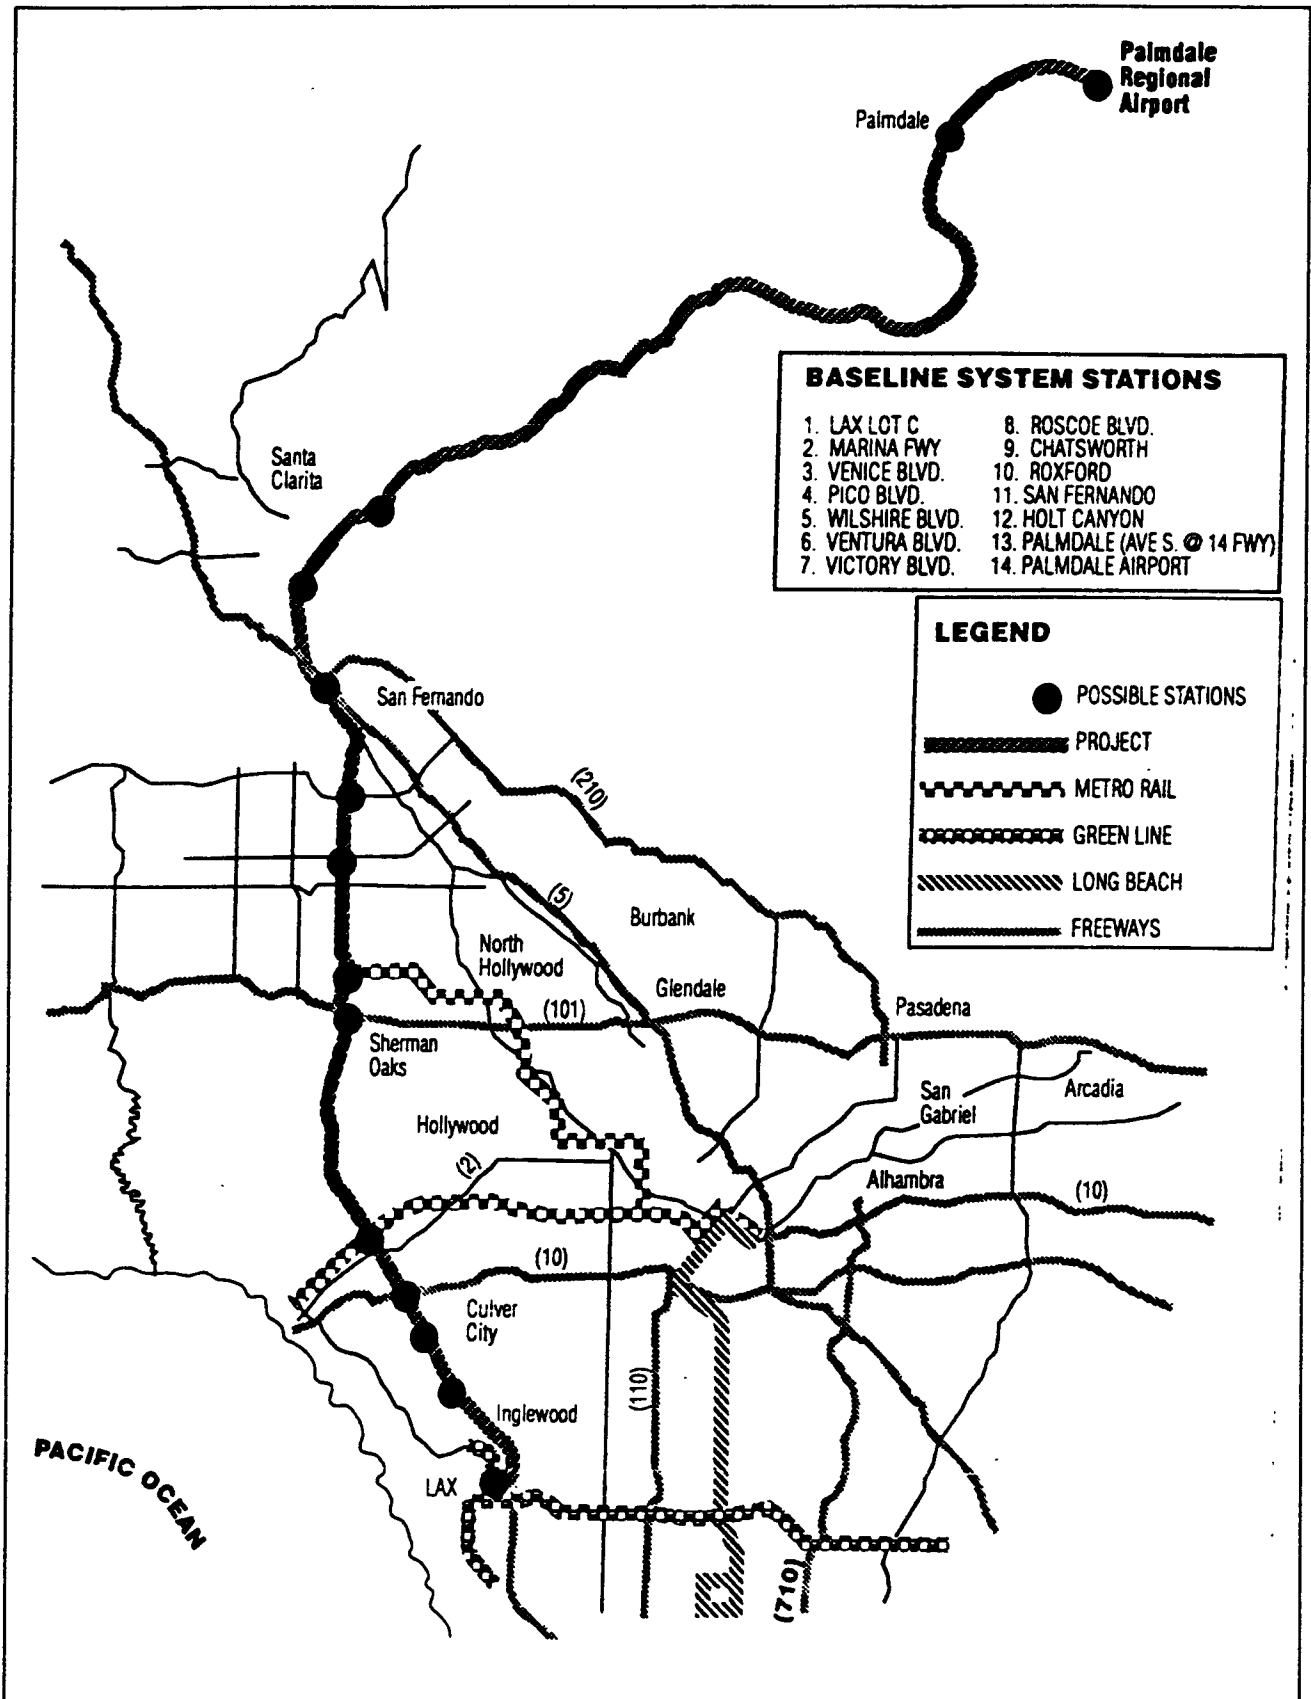 Palmdale
Regional
Airport
Palmdale
BASELINE SYSTEM STATIONS
1. LAX LOT C
2. MARINA FWY
3. VENICE BLVD.
4. PICO BLVD.
5. WILSHIRE BLVD.
6. VENTURA BLVD.
7. VICTORY BLVD.
8. ROSCOE BLVD.
9. CHATSWORTH
10. ROXFORD
11. SAN FERNANDO
12. HOLT CANYON
13. PALMDALE (AVE S. @ 14 FWY)
14. PALMDALE AIRPORT
Santa
Clarita
LEGEND
POSSIBLE STATIONS
PROJECT
METRO RAIL
GREEN LINE
LONG BEACH
FREEWAYS
San Fernando
(210)
(5)
Burbank
North
Hollywood
Glendale
(101)
Pasadena
Sherman
Oaks
San
Gabriel
Arcadia
Hollywood
(2)
Alhambra
(10)
(10)
Culver
City
(110)
Inglewood
LAX
PACIFIC OCEAN
(710)